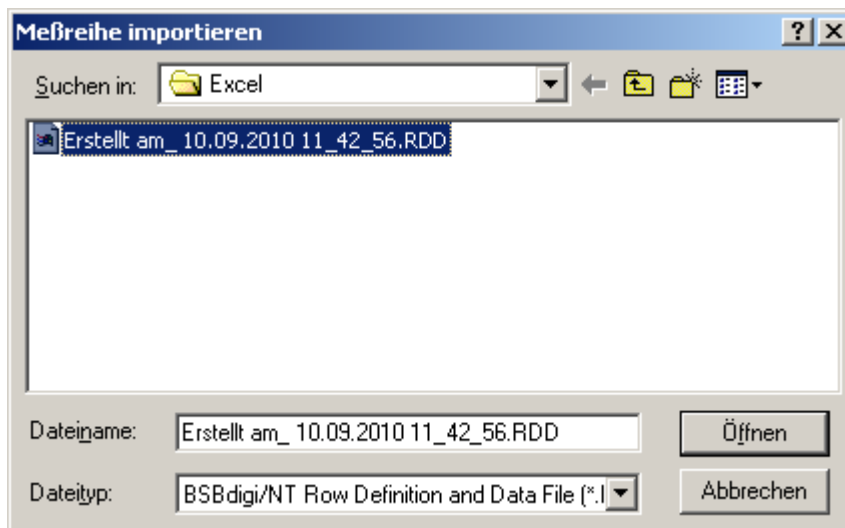 Meßreihe importieren
Suchen in: Excel
Erstellt am_ 10.09.2010 11_42_56.RDD
Dateiname: Erstellt am_ 10.09.2010 11_42_56.RDD Öffnen
Dateityp: BSBdigi/NT Row Definition and Data File (*. Abbrechen